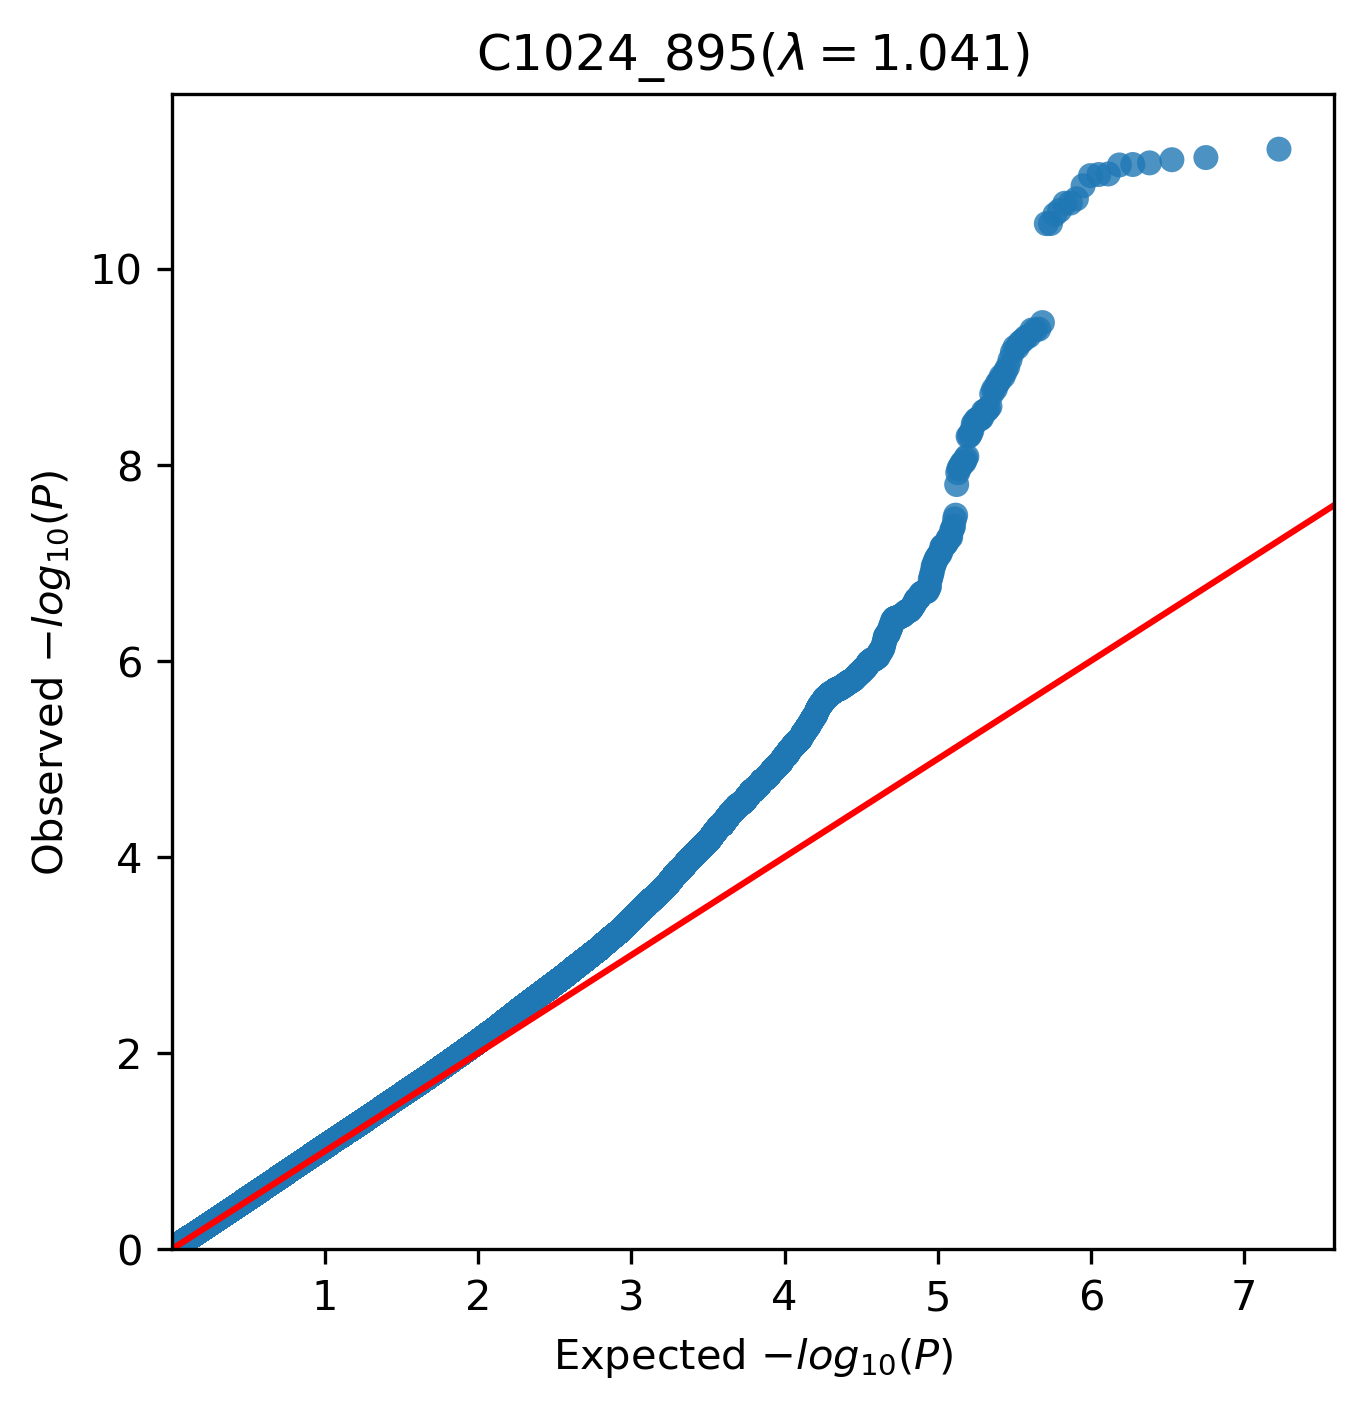 C1024_895(λ = 1.041)
Observed −log₁₀(P)
10
8
6
4
2
0
1 2 3 4 5 6 7
Expected −log₁₀(P)